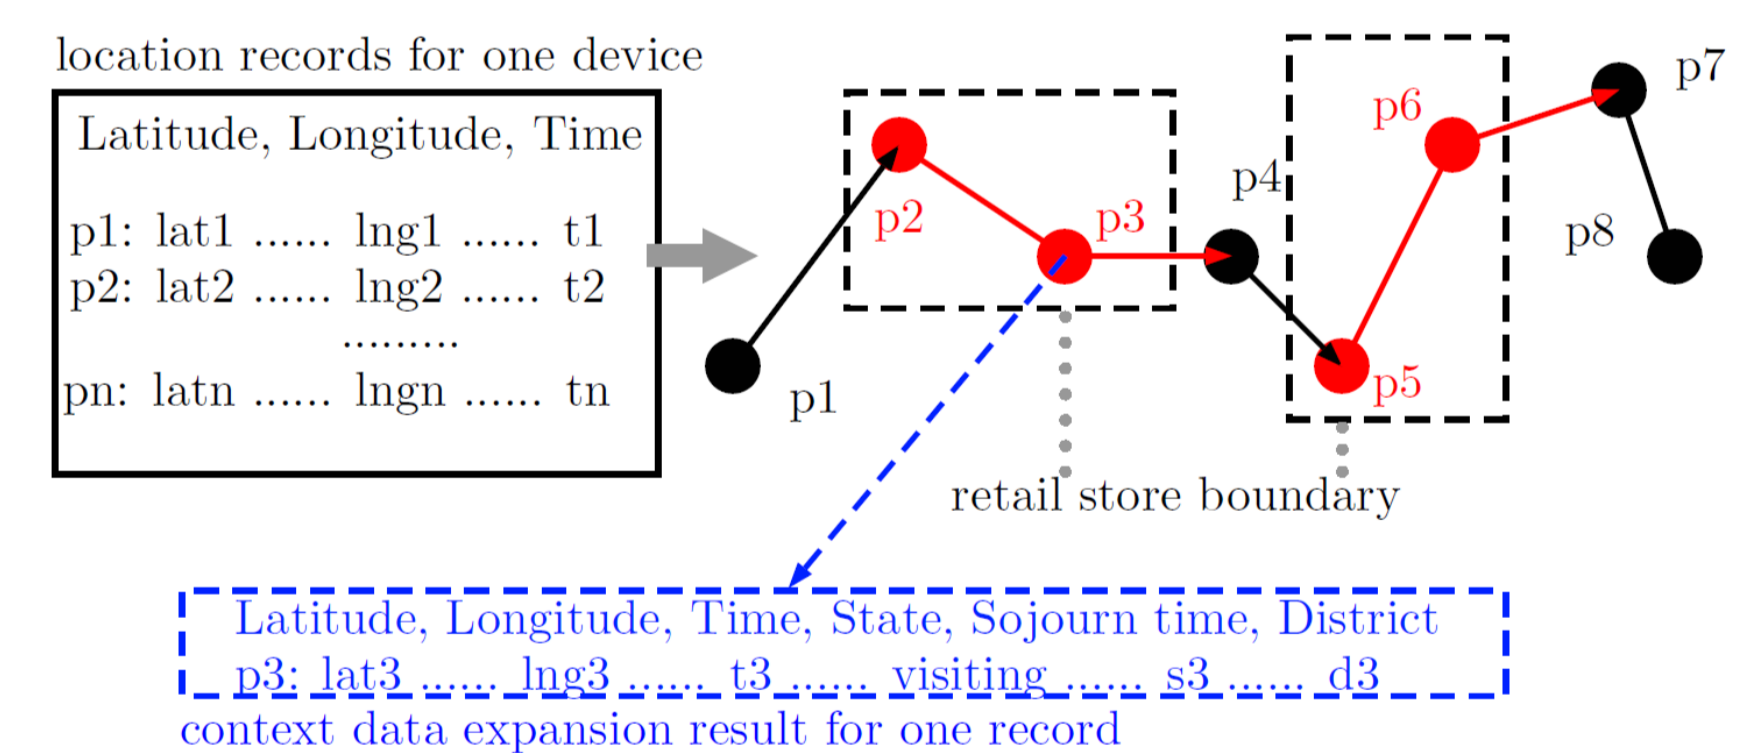 location records for one device
Latitude, Longitude, Time
p1: lat1 ...... lng1 ...... t1
p2: lat2 ...... lng2 ...... t2
.........
pn: latn ...... lngn ...... tn
p1
p2
p3
p4
p5
p6
p7
p8
retail store boundary
Latitude, Longitude, Time, State, Sojourn time, District
p3: lat3 ...... lng3 ...... t3 ...... visiting ...... s3 ...... d3
context data expansion result for one record